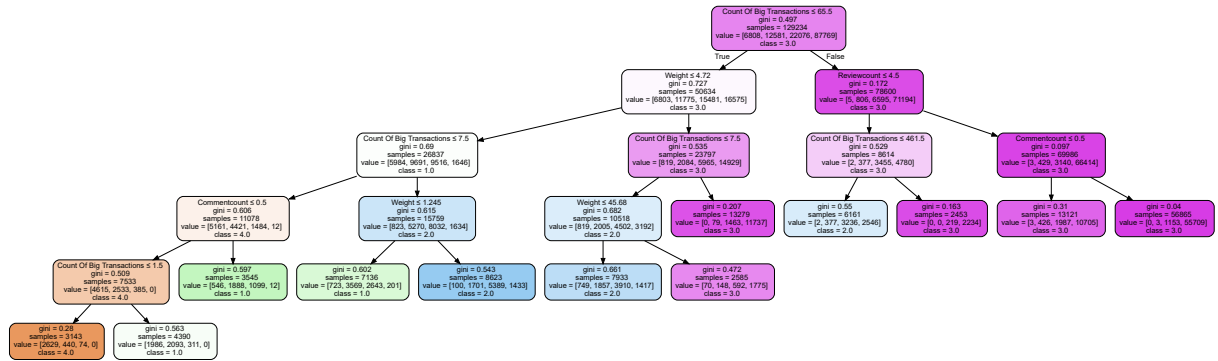 Count Of Big Transactions ≤ 65.5
gini = 0.497
samples = 129234
value = [6808, 12581, 22076, 87769]
class = 3.0
True
False
Weight ≤ 4.72
gini = 0.727
samples = 50634
value = [6803, 11775, 15481, 16575]
class = 3.0
Reviewcount ≤ 4.5
gini = 0.172
samples = 78600
value = [5, 806, 6595, 71194]
class = 3.0
Count Of Big Transactions ≤ 7.5
gini = 0.69
samples = 26837
value = [5984, 9691, 9516, 1646]
class = 1.0
Count Of Big Transactions ≤ 7.5
gini = 0.535
samples = 23797
value = [819, 2084, 5965, 14929]
class = 3.0
Count Of Big Transactions ≤ 461.5
gini = 0.529
samples = 8614
value = [2, 377, 3455, 4780]
class = 3.0
Commentcount ≤ 0.5
gini = 0.097
samples = 69986
value = [3, 429, 3140, 66414]
class = 3.0
Commentcount ≤ 0.5
gini = 0.606
samples = 11078
value = [5161, 4421, 1484, 12]
class = 4.0
Weight ≤ 1.245
gini = 0.615
samples = 15759
value = [823, 5270, 8032, 1634]
class = 2.0
Weight ≤ 45.68
gini = 0.682
samples = 10518
value = [819, 2005, 4502, 3192]
class = 2.0
gini = 0.207
samples = 13279
value = [0, 79, 1463, 11737]
class = 3.0
gini = 0.55
samples = 6161
value = [2, 377, 3236, 2546]
class = 2.0
gini = 0.163
samples = 2453
value = [0, 0, 219, 2234]
class = 3.0
gini = 0.31
samples = 13121
value = [3, 426, 1987, 10705]
class = 3.0
gini = 0.04
samples = 56865
value = [0, 3, 1153, 55709]
class = 3.0
Count Of Big Transactions ≤ 1.5
gini = 0.509
samples = 7533
value = [4615, 2533, 385, 0]
class = 4.0
gini = 0.597
samples = 3545
value = [546, 1888, 1099, 12]
class = 1.0
gini = 0.602
samples = 7136
value = [723, 3569, 2643, 201]
class = 1.0
gini = 0.543
samples = 8623
value = [100, 1701, 5389, 1433]
class = 2.0
gini = 0.661
samples = 7933
value = [749, 1857, 3910, 1417]
class = 2.0
gini = 0.472
samples = 2585
value = [70, 148, 592, 1775]
class = 3.0
gini = 0.28
samples = 3143
value = [2629, 440, 74, 0]
class = 4.0
gini = 0.563
samples = 4390
value = [1986, 2093, 311, 0]
class = 1.0